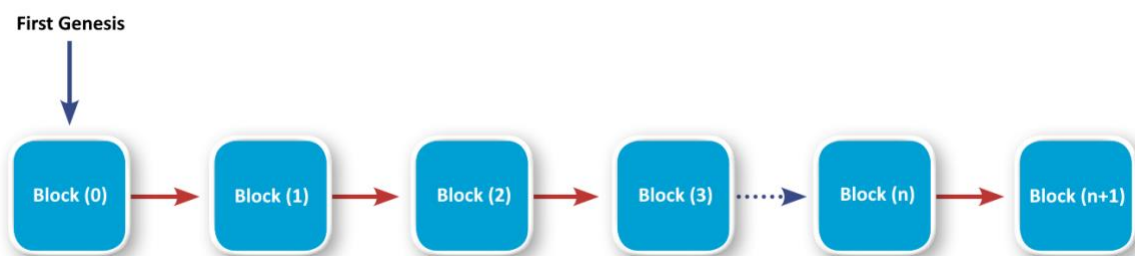 First Genesis
Block (0)
Block (1)
Block (2)
Block (3)
Block (n)
Block (n+1)